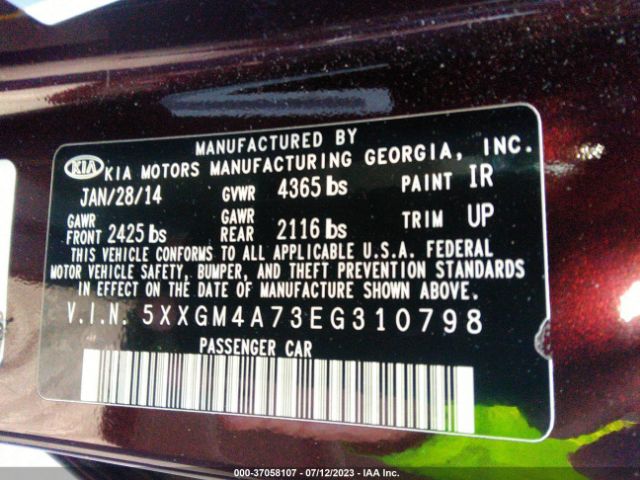 MANUFACTURED BY
KIA KIA MOTORS MANUFACTURING GEORGIA, INC.
JAN/28/14 GVWR 4365 lbs PAINT IR
GAWR FRONT 2425 lbs GAWR REAR 2116 lbs TRIM UP
THIS VEHICLE CONFORMS TO ALL APPLICABLE U.S.A. FEDERAL
MOTOR VEHICLE SAFETY, BUMPER, AND THEFT PREVENTION STANDARDS
IN EFFECT ON THE DATE OF MANUFACTURE SHOWN ABOVE.
V.I.N. 5XXGM4A73EG310798
PASSENGER CAR
000-37058107 - 07/12/2023 - IAA Inc.